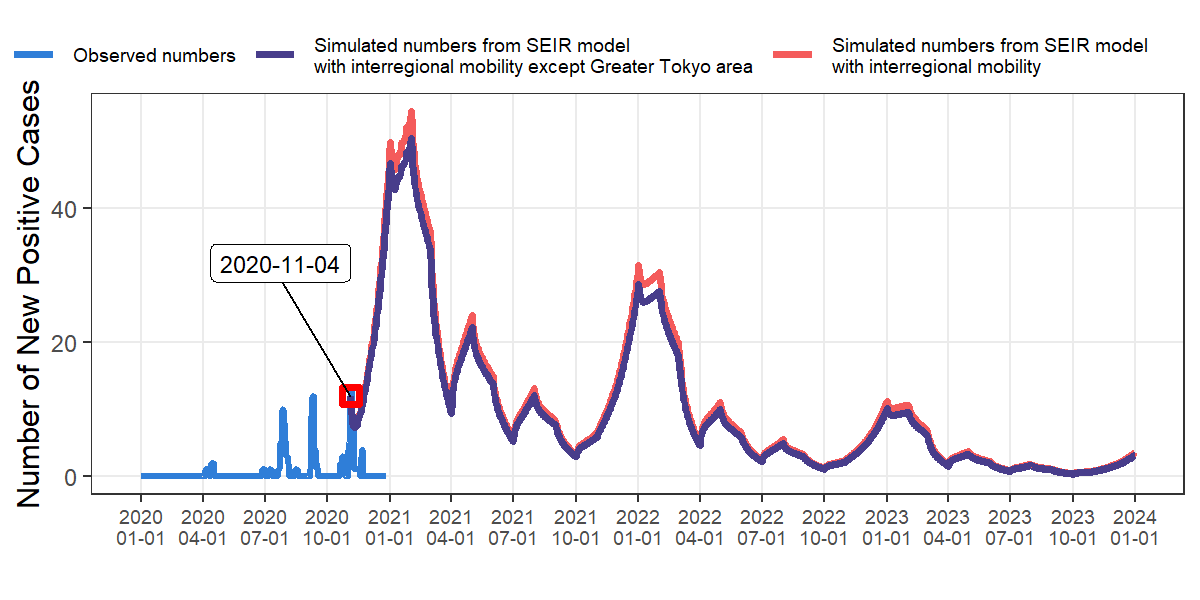 Observed numbers
Simulated numbers from SEIR model
with interregional mobility except Greater Tokyo area
Simulated numbers from SEIR model
with interregional mobility
Number of New Positive Cases
40
20
0
2020-11-04
2020 2020 2020 2020 2021 2021 2021 2021 2022 2022 2022 2022 2023 2023 2023 2023 2024
01-01 04-01 07-01 10-01 01-01 04-01 07-01 10-01 01-01 04-01 07-01 10-01 01-01 04-01 07-01 10-01 01-01